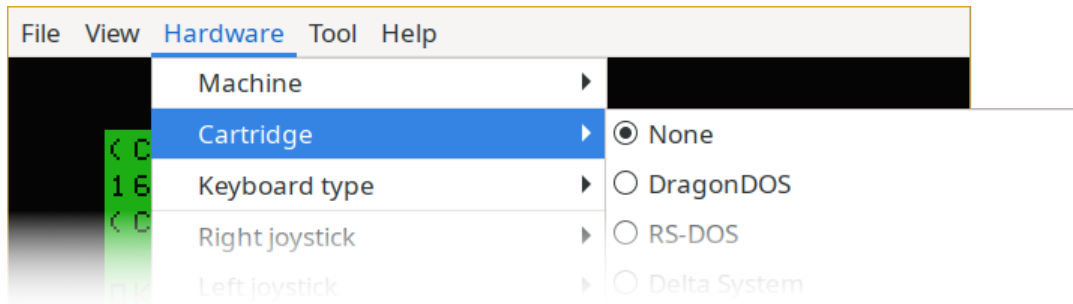 File View Hardware Tool Help
Machine
Cartridge
None
( C
Keyboard type
DragonDOS
16
( C
Right joystick
RS-DOS
Left joystick
Delta System